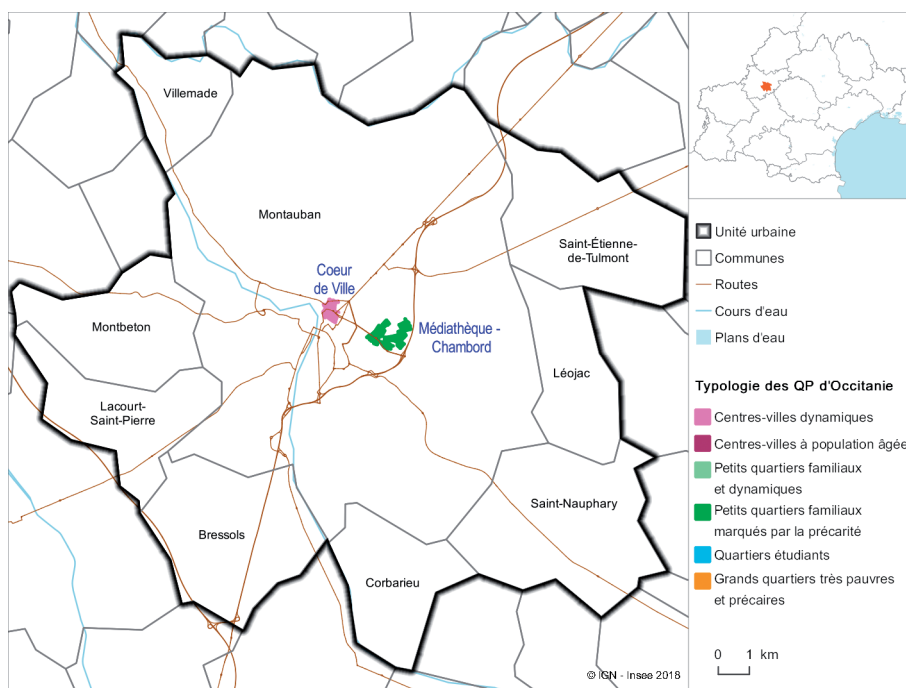 Villemade
Montauban
Saint-Étienne-
de-Tulmont
Coeur
de Ville
Médiathèque -
Chambord
Montbeton
Léojac
Lacourt-
Saint-Pierre
Saint-Nauphary
Bressols
Corbarieu
© IGN - Insee 2018
Unité urbaine
Communes
Routes
Cours d'eau
Plans d'eau
Typologie des QP d'Occitanie
Centres-villes dynamiques
Centres-villes à population âgée
Petits quartiers familiaux
et dynamiques
Petits quartiers familiaux
marqués par la précarité
Quartiers étudiants
Grands quartiers très pauvres
et précaires
0 1 km